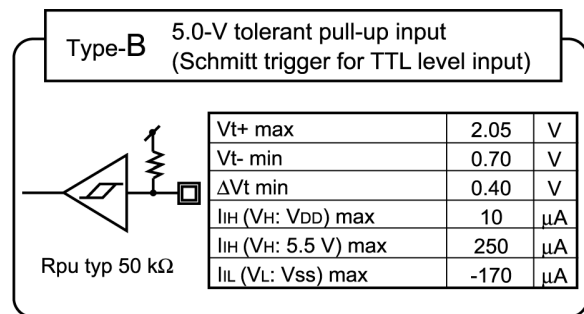 Type-B 5.0-V tolerant pull-up input
(Schmitt trigger for TTL level input)
Vt+ max 2.05 V
Vt- min 0.70 V
ΔVt min 0.40 V
IIH (VH: VDD) max 10 μA
IIH (VH: 5.5 V) max 250 μA
IIL (VL: Vss) max -170 μA
Rpu typ 50 kΩ